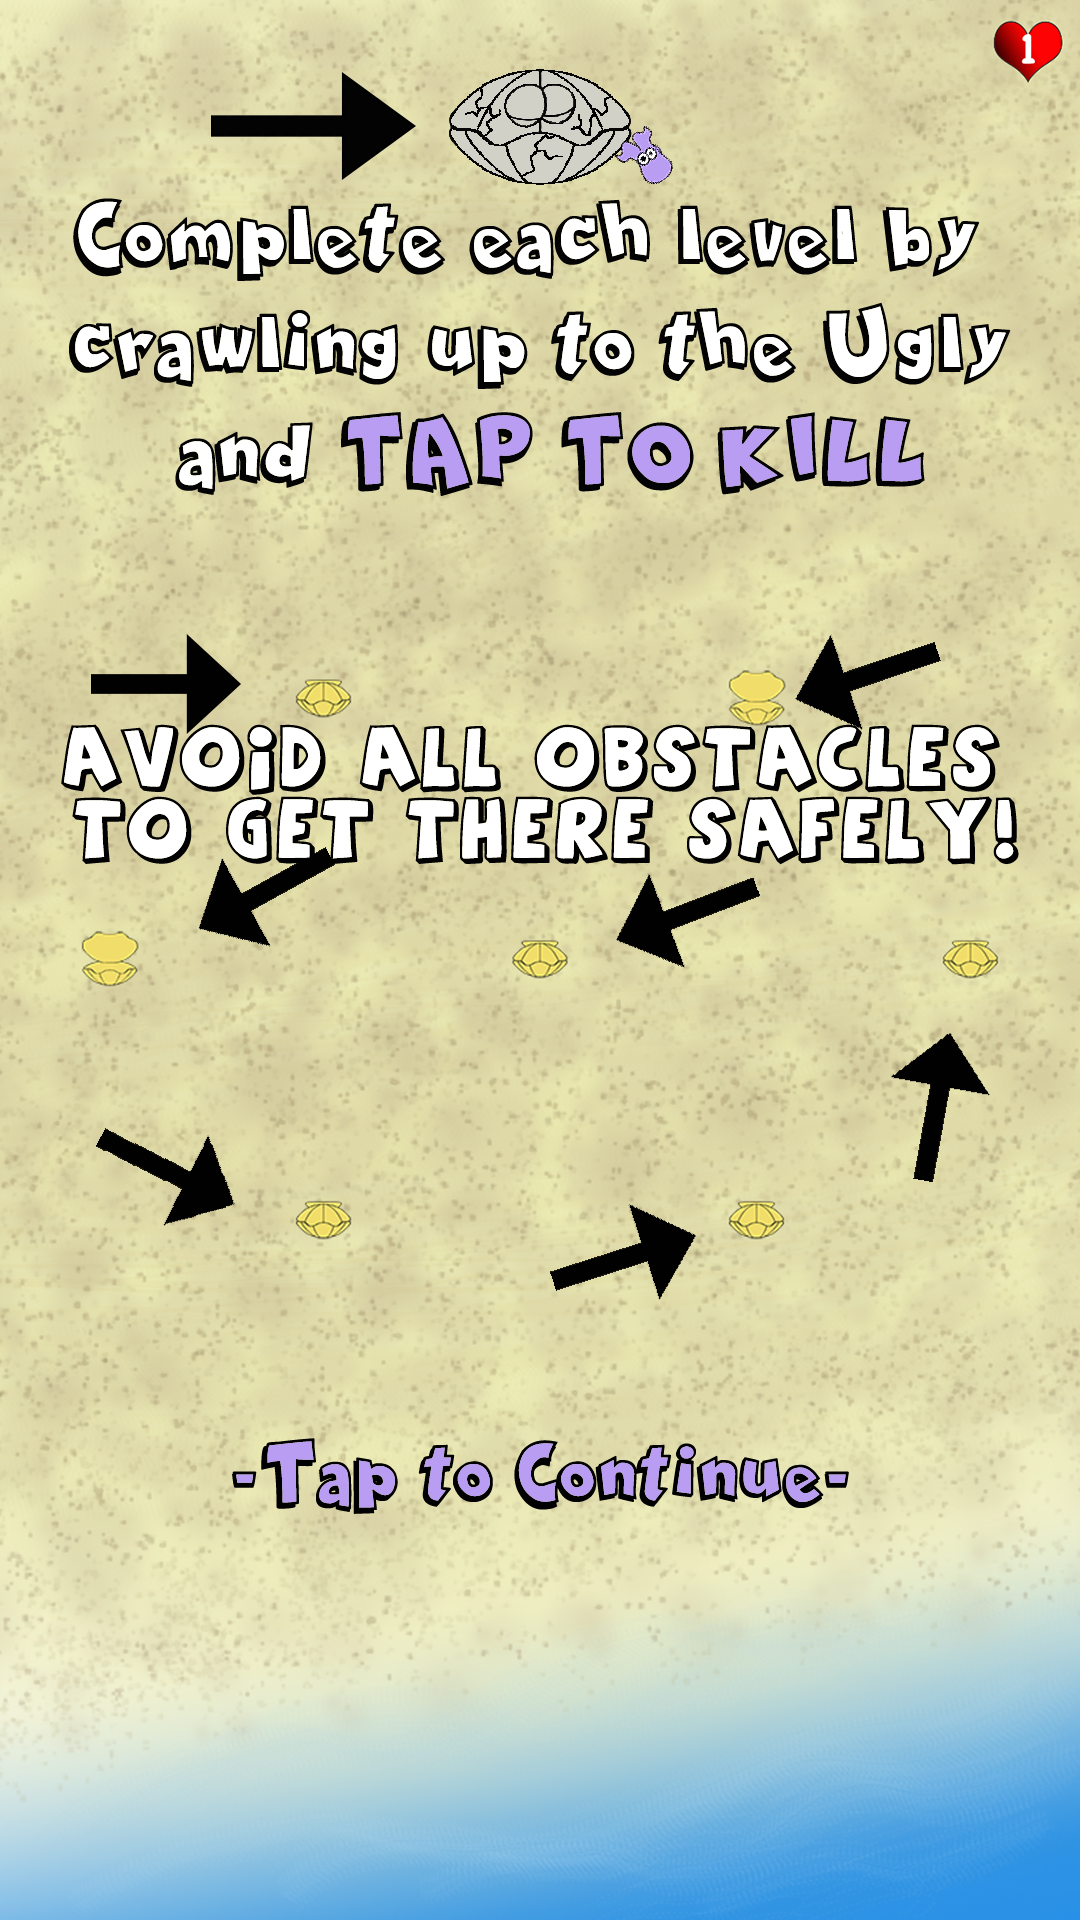 1
Complete each level by
crawling up to the Ugly
and TAP TO KILL
AVOiD ALL OBSTACLES
TO GET THERE SAFELY!
-Tap to Continue-